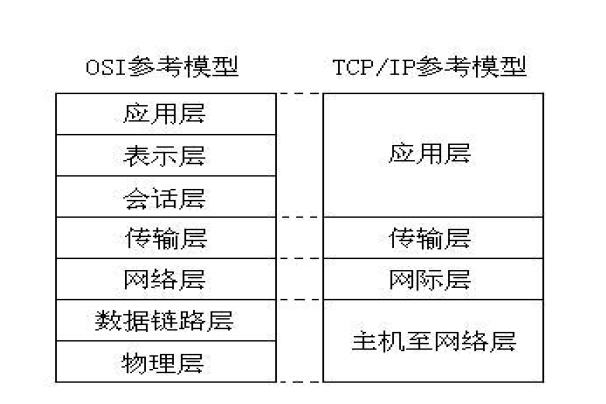 OSI参考模型
TCP/IP参考模型
应用层
表示层
会话层
传输层
网络层
数据链路层
物理层
应用层
传输层
网际层
主机至网络层